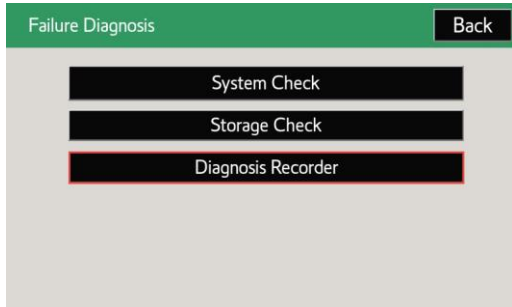 Failure Diagnosis Back
System Check
Storage Check
Diagnosis Recorder